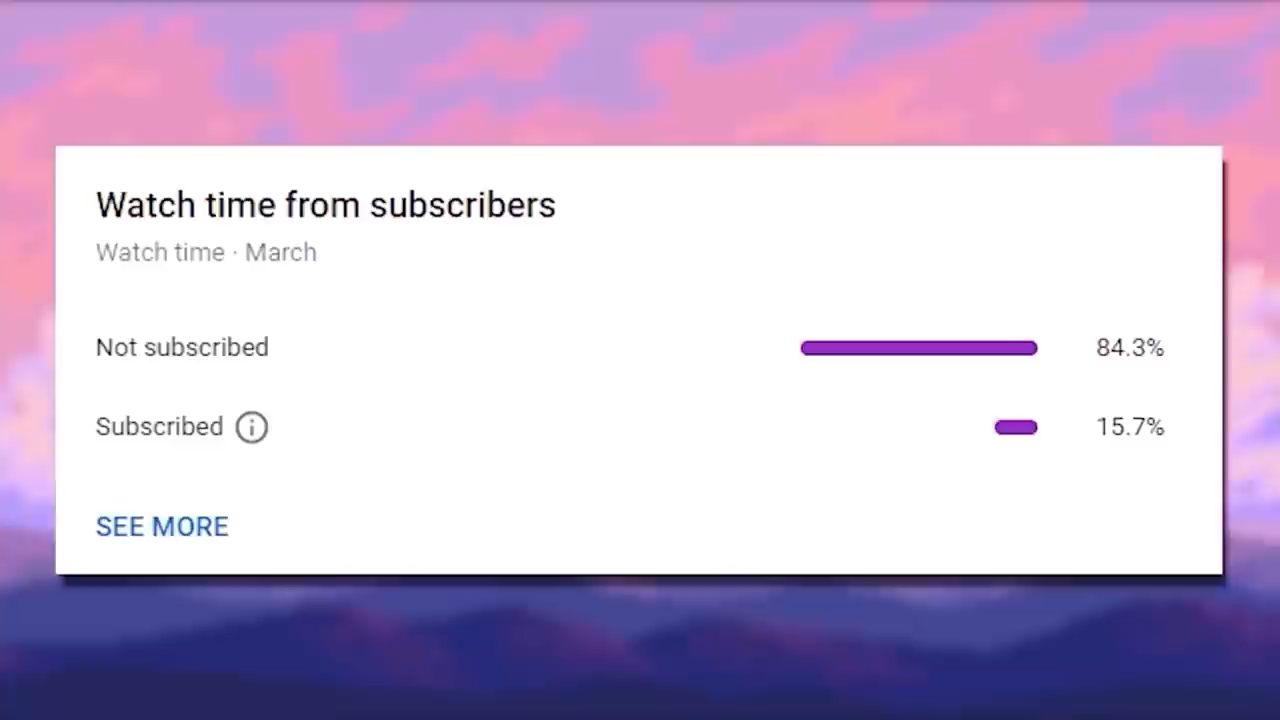 Watch time from subscribers
Watch time · March
Not subscribed 84.3%
Subscribed 15.7%
SEE MORE